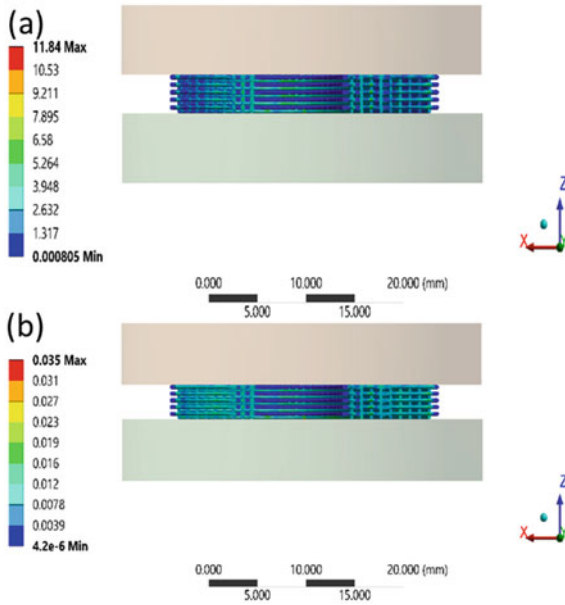 (a)
11.84 Max
10.53
9.211
7.895
6.58
5.264
3.948
2.632
1.317
0.000805 Min
Z
X
0.000 10.000 20.000 (mm)
5.000 15.000
(b)
0.035 Max
0.031
0.027
0.023
0.019
0.016
0.012
0.0078
0.0039
4.2e-6 Min
Z
X
0.000 10.000 20.000 (mm)
5.000 15.000